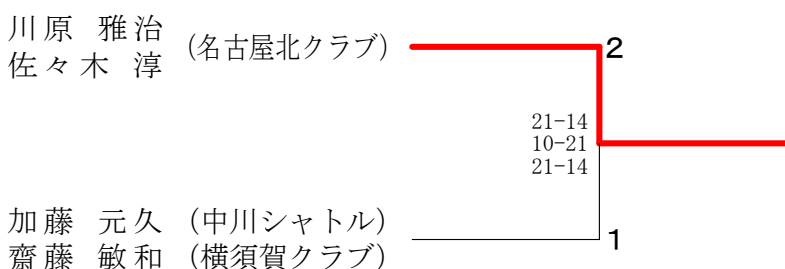 川原 雅治
佐々木 淳
(名古屋北クラブ)
2
21-14
10-21
21-14
加藤 元久 (中川シャトル)
齋藤 敏和 (横須賀クラブ)
1